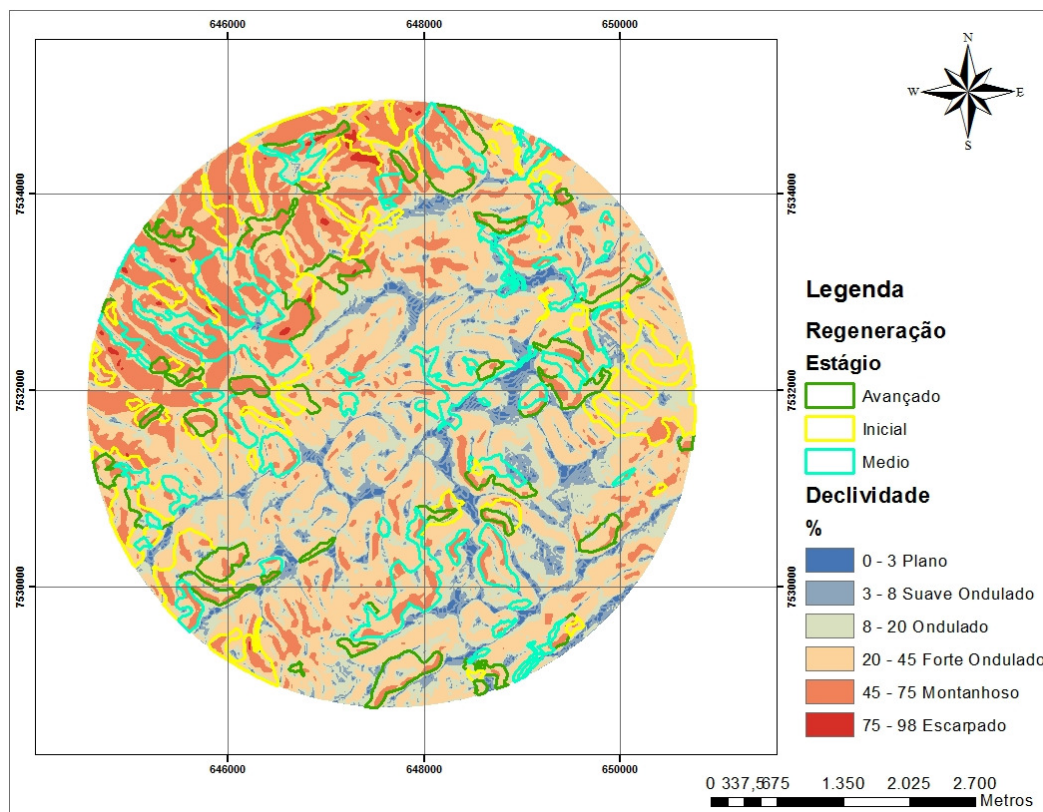 646000 648000 650000
N
W E
S
7534000 7534000
7532000 7532000
7530000 7530000
646000 648000 650000
Legenda
Regeneração
Estágio
Avançado
Inicial
Medio
Declividade
%
0 - 3 Plano
3 - 8 Suave Ondulado
8 - 20 Ondulado
20 - 45 Forte Ondulado
45 - 75 Montanhoso
75 - 98 Escarpado
0 337,5 675 1.350 2.025 2.700
Metros